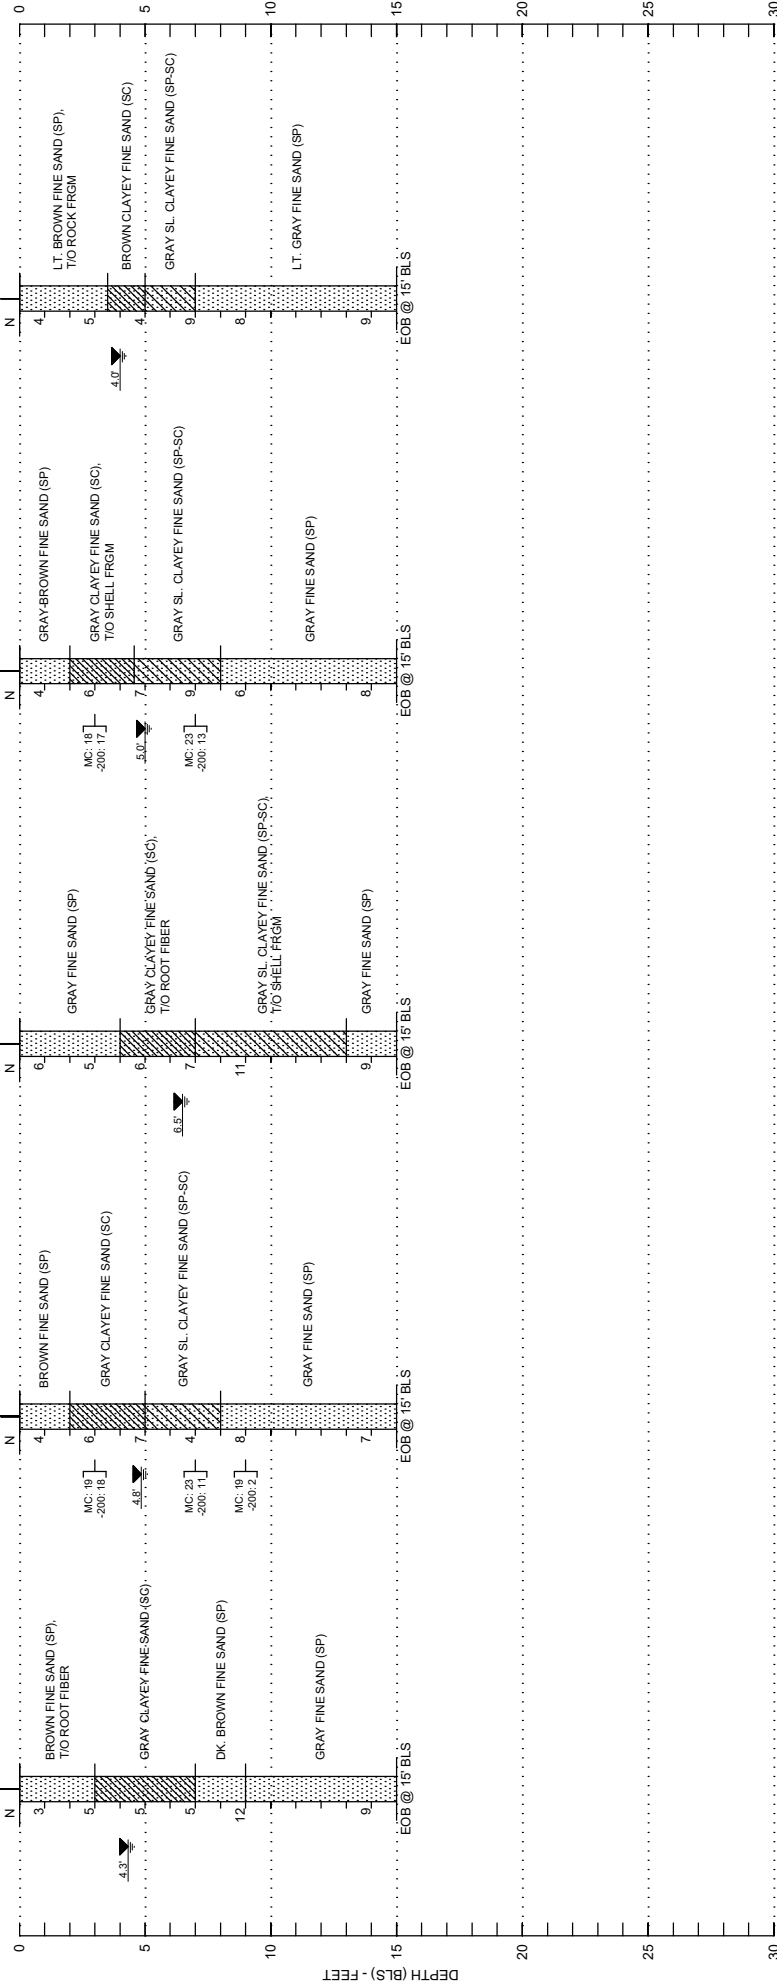 DEPTH (BLS) - FEET
0
5
10
15
20
25
30
N
3
5
5
5
12
9
4.3'
BROWN FINE SAND (SP),
T/O ROOT FIBER
GRAY CLAYEY FINE SAND (SC)
DK. BROWN FINE SAND (SP)
GRAY FINE SAND (SP)
EOB @ 15' BLS
N
4
6
7
4
8
7
MC: 19
-200: 18
4.8'
MC: 23
-200: 11
MC: 19
-200: 2
BROWN FINE SAND (SP)
GRAY CLAYEY FINE SAND (SC)
GRAY SL. CLAYEY FINE SAND (SP-SC)
GRAY FINE SAND (SP)
EOB @ 15' BLS
N
6
5
6
7
11
9
6.5'
GRAY FINE SAND (SP)
GRAY CLAYEY FINE SAND (SC),
T/O ROOT FIBER
GRAY SL. CLAYEY FINE SAND (SP-SC),
T/O SHELL FRGM
GRAY FINE SAND (SP)
EOB @ 15' BLS
N
4
6
7
9
6
8
MC: 18
-200: 17
5.0'
MC: 23
-200: 13
GRAY-BROWN FINE SAND (SP)
GRAY CLAYEY FINE SAND (SC),
T/O SHELL FRGM
GRAY SL. CLAYEY FINE SAND (SP-SC)
GRAY FINE SAND (SP)
EOB @ 15' BLS
N
4
5
4
9
8
9
4.0'
LT. BROWN FINE SAND (SP),
T/O ROCK FRGM
BROWN CLAYEY FINE SAND (SC)
GRAY SL. CLAYEY FINE SAND (SP-SC)
LT. GRAY FINE SAND (SP)
EOB @ 15' BLS
0
5
10
15
20
25
30